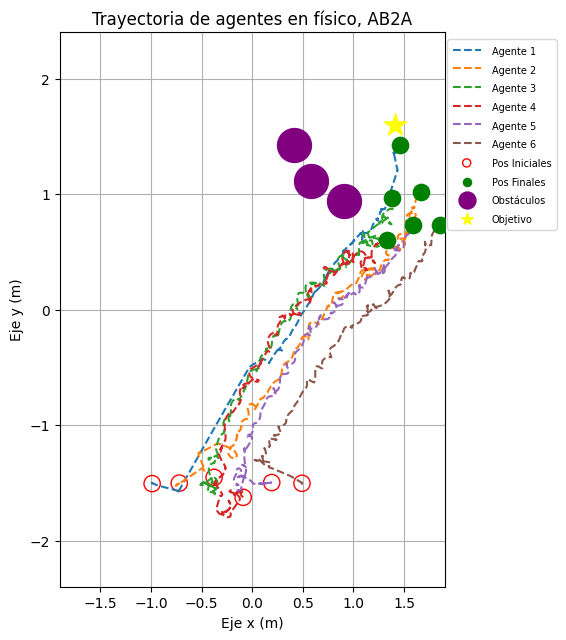 Trayectoria de agentes en físico, AB2A
Agente 1
Agente 2
Agente 3
Agente 4
Agente 5
Agente 6
Pos Iniciales
Pos Finales
Obstáculos
Objetivo
Eje y (m)
2
1
0
−1
−2
−1.5
−1.0
−0.5
0.0
0.5
1.0
1.5
Eje x (m)